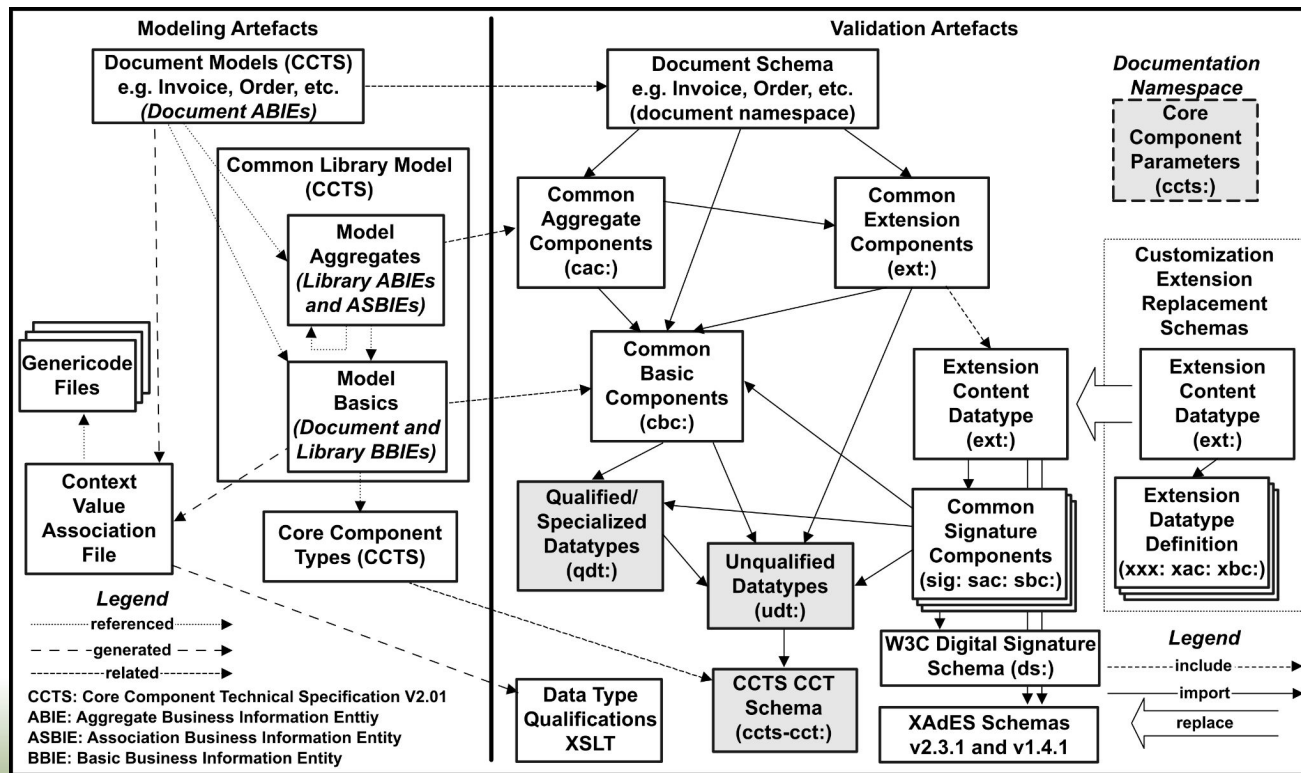 Modeling Artefacts
Document Models (CCTS)
e.g. Invoice, Order, etc.
(Document ABIEs)
Common Library Model
(CCTS)
Model
Aggregates
(Library ABIEs
and ASBIEs)
Genericode
Files
Model
Basics
(Document and
Library BBIEs)
Context
Value
Association
File
Core Component
Types (CCTS)
Legend
referenced
generated
related
CCTS: Core Component Technical Specification V2.01
ABIE: Aggregate Business Information Enttiy
ASBIE: Association Business Information Entity
BBIE: Basic Business Information Entity
Validation Artefacts
Document Schema
e.g. Invoice, Order, etc.
(document namespace)
Common
Aggregate
Components
(cac:)
Common
Extension
Components
(ext:)
Common
Basic
Components
(cbc:)
Extension
Content
Datatype
(ext:)
Qualified/
Specialized
Datatypes
(qdt:)
Unqualified
Datatypes
(udt:)
Common
Signature
Components
(sig: sac: sbc:)
W3C Digital Signature
Schema (ds:)
Data Type
Qualifications
XSLT
CCTS CCT
Schema
(ccts-cct:)
XAdES Schemas
v2.3.1 and v1.4.1
Documentation
Namespace
Core
Component
Parameters
(ccts:)
Customization
Extension
Replacement
Schemas
Extension
Content
Datatype
(ext:)
Extension
Datatype
Definition
(xxx: xac: xbc:)
Legend
include
import
replace